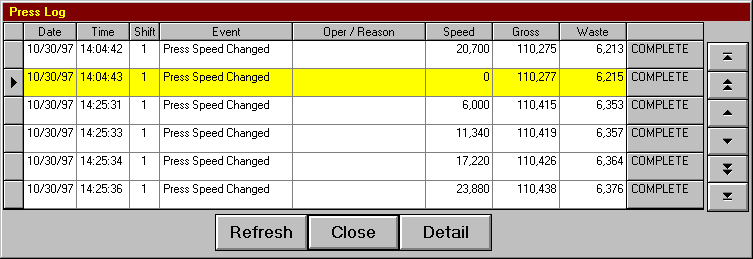 Press Log
Date Time Shift Event Oper / Reason Speed Gross Waste
10/30/97 14:04:42 1 Press Speed Changed 20,700 110,275 6,213 COMPLETE
10/30/97 14:04:43 1 Press Speed Changed 0 110,277 6,215 COMPLETE
10/30/97 14:25:31 1 Press Speed Changed 6,000 110,415 6,353 COMPLETE
10/30/97 14:25:33 1 Press Speed Changed 11,340 110,419 6,357 COMPLETE
10/30/97 14:25:34 1 Press Speed Changed 17,220 110,426 6,364 COMPLETE
10/30/97 14:25:36 1 Press Speed Changed 23,880 110,438 6,376 COMPLETE
Refresh Close Detail